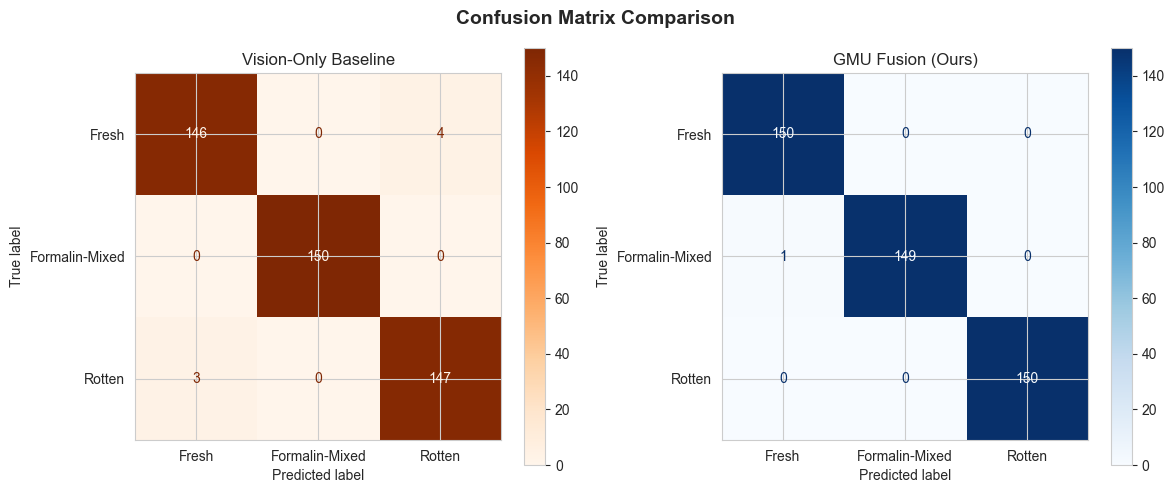 Confusion Matrix Comparison
Vision-Only Baseline
True label
Fresh 146 0 4
Formalin-Mixed 0 150 0
Rotten 3 0 147
Fresh Formalin-Mixed Rotten
Predicted label
140
120
100
80
60
40
20
0
GMU Fusion (Ours)
True label
Fresh 150 0 0
Formalin-Mixed 1 149 0
Rotten 0 0 150
Fresh Formalin-Mixed Rotten
Predicted label
140
120
100
80
60
40
20
0